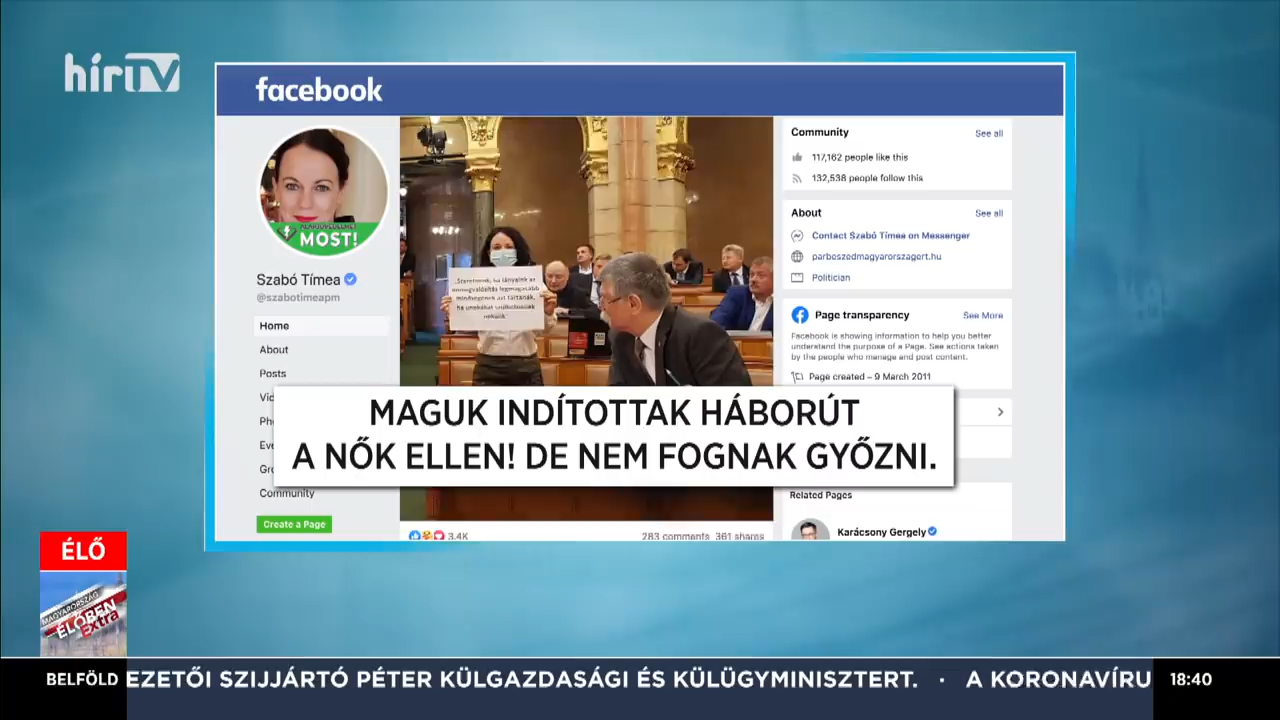 hírTV
facebook
MOST!
Szabó Tímea
@szabotimeapm
Home
About
Posts
Community
Create a Page
Community
See all
117,162 people like this
132,538 people follow this
About
See all
Contact Szabó Tímea on Messenger
parbeszedmagyarorszagert.hu
Politician
Page transparency
See More
Facebook is showing information to help you better
understand the purpose of a Page. See actions taken
by the people who manage and post content.
Page created – 9 March 2011
MAGUK INDÍTOTTAK HÁBORÚT
A NŐK ELLEN! DE NEM FOGNAK GYŐZNI.
3.4K
283 comments 361 shares
Related Pages
Karácsony Gergely
ÉLŐ
MAGYARORSZÁG
ÉLŐBEN
Extra
BELFÖLD
EZETŐI SZIJJÁRTÓ PÉTER KÜLGAZDASÁGI ÉS KÜLÜGYMINISZTERT. · A KORONAVÍRU
18:40